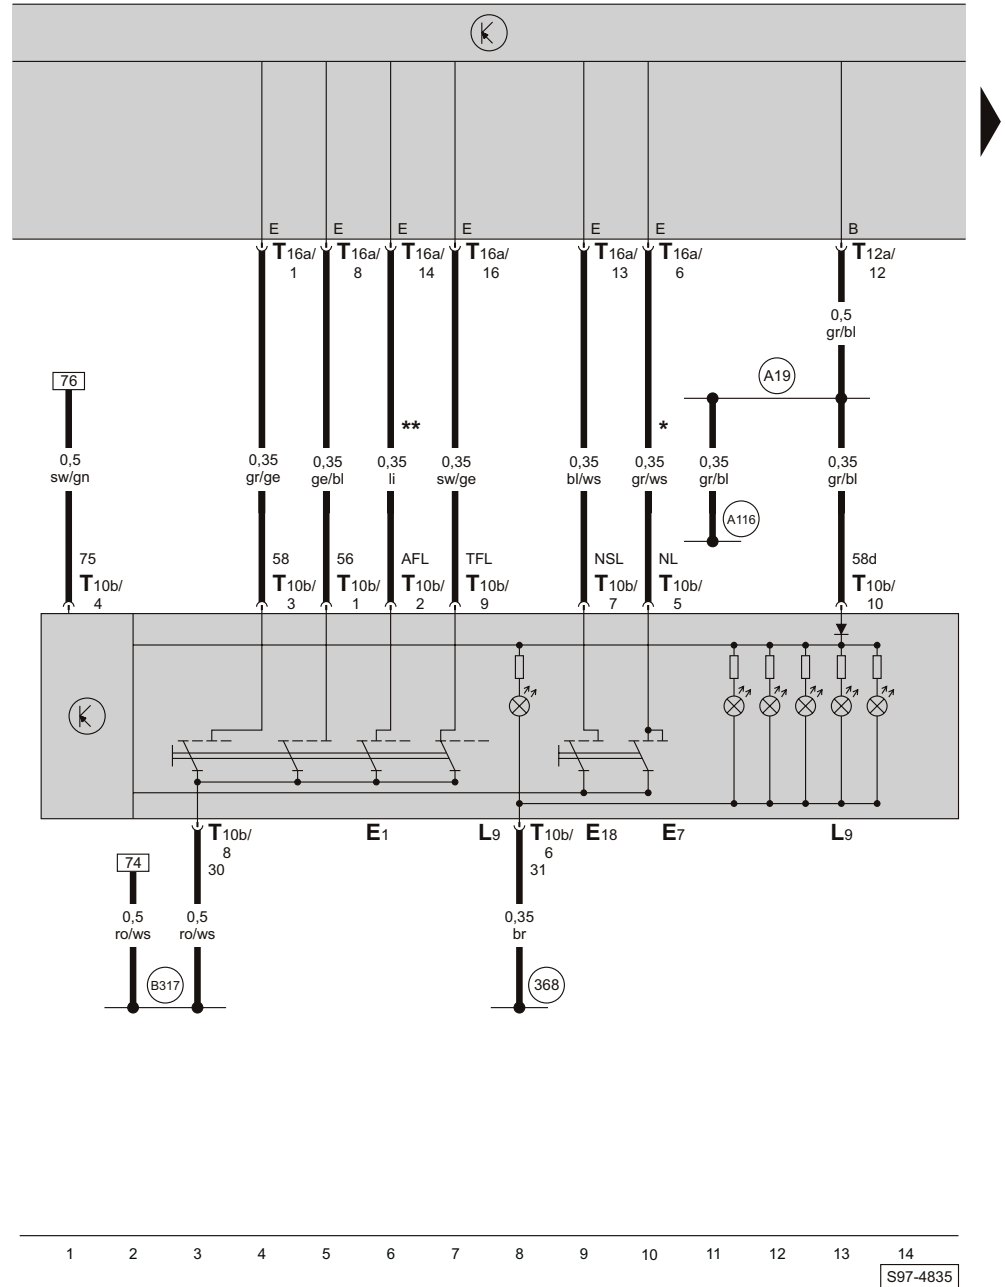 E E E E E E B
T16a/ T16a/ T16a/ T16a/ T16a/ T16a/ T12a/
1 8 14 16 13 6 12
0,5
gr/bl
76 A19
** *
0,5 0,35 0,35 0,35 0,35 0,35 0,35 0,35 0,35
sw/gn gr/ge ge/bl li sw/ge bl/ws gr/ws gr/bl gr/bl
A116
75 58 56 AFL TFL NSL NL 58d
T10b/ T10b/ T10b/ T10b/ T10b/ T10b/ T10b/ T10b/
4 3 1 2 9 7 5 10
T10b/ E1 L9 T10b/ E18 E7 L9
8 6
74 30 31
0,5 0,5 0,35
ro/ws ro/ws br
B317 368
1 2 3 4 5 6 7 8 9 10 11 12 13 14
S97-4835